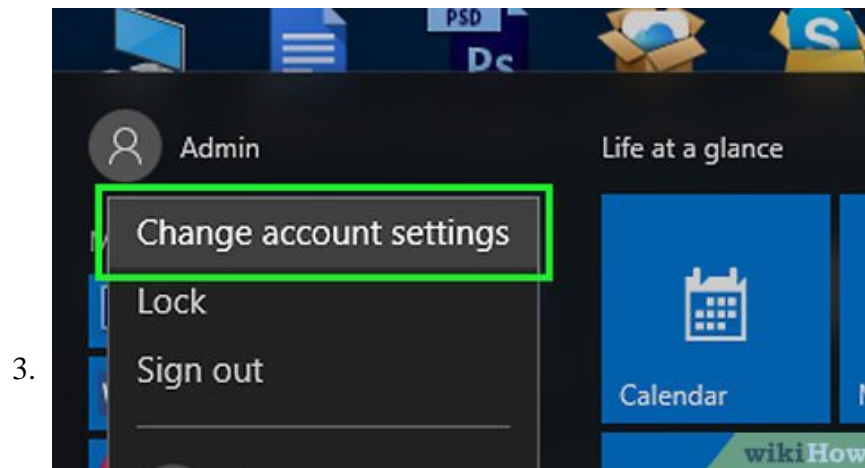 PSD
Ps
S
Admin
Life at a glance
Change account settings
Lock
3.
Sign out
Calendar
wikiHow